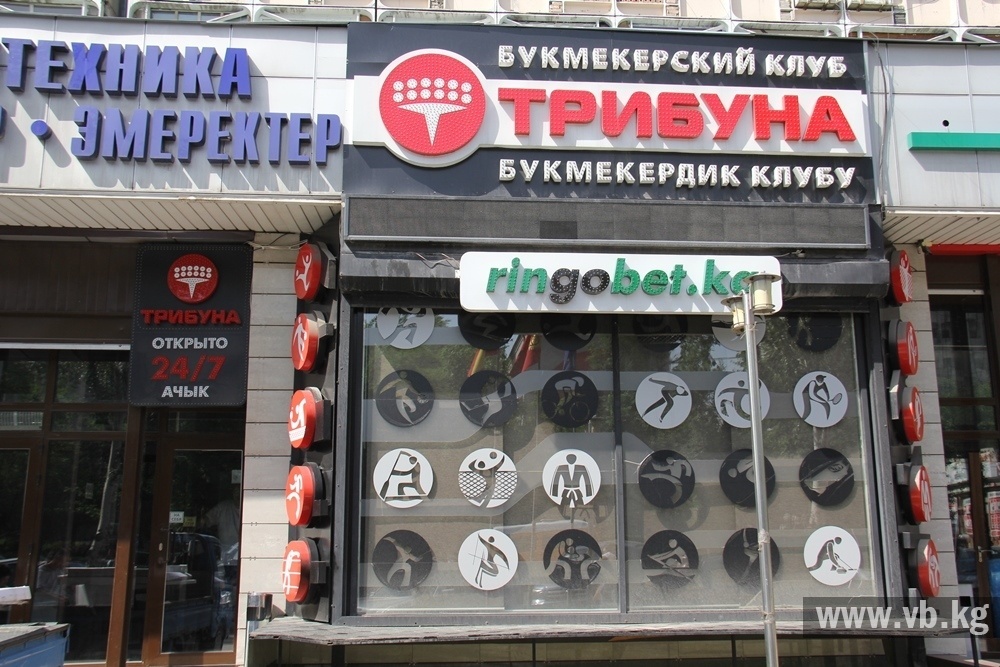 ТЕХНИКА
ЭМЕРЕКТЕР
БУКМЕКЕРСКИЙ КЛУБ
ТРИБУНА
БУКМЕКЕРДИК КЛУБУ
ringobet.kg
ТРИБУНА
ОТКРЫТО
24/7
АЧЫК
www.vb.kg